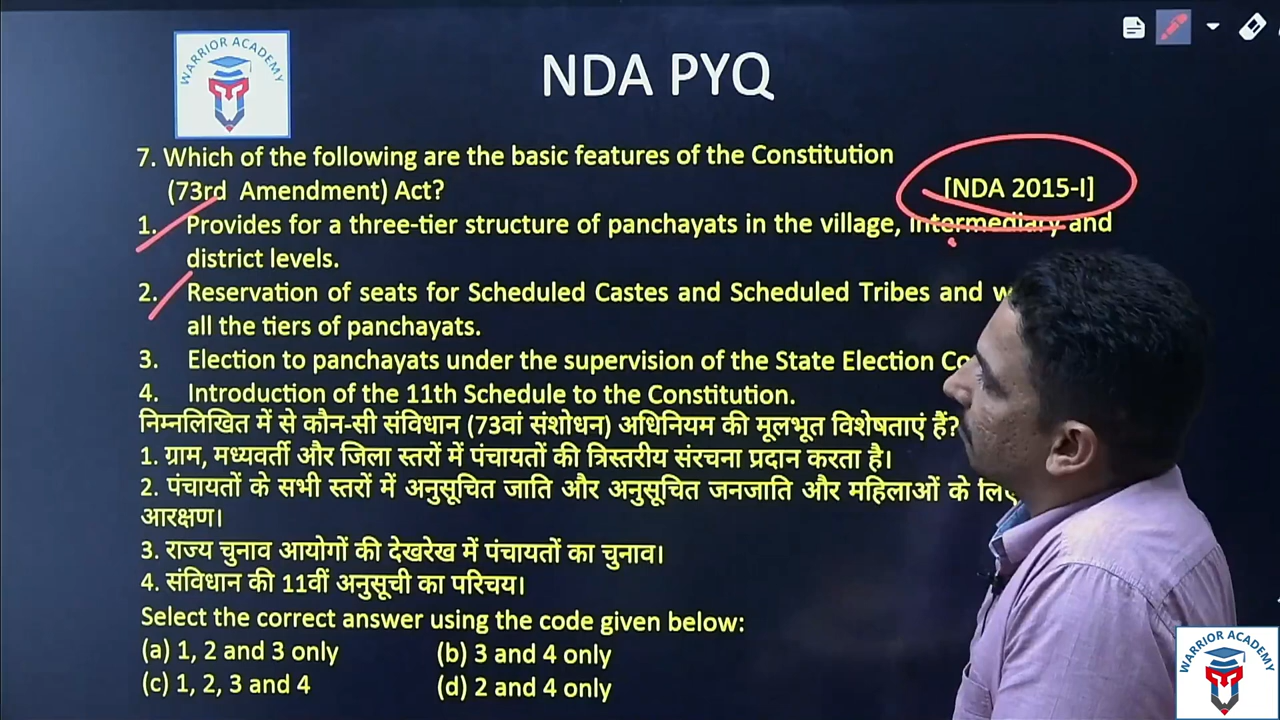 WARRIOR ACADEMY
NDA PYQ
7. Which of the following are the basic features of the Constitution
(73rd Amendment) Act? [NDA 2015-I]
1. Provides for a three-tier structure of panchayats in the village, intermediary and
district levels.
2. Reservation of seats for Scheduled Castes and Scheduled Tribes and
all the tiers of panchayats.
3. Election to panchayats under the supervision of the State Election
4. Introduction of the 11th Schedule to the Constitution.
निम्नलिखित में से कौन-सी संविधान (73वां संशोधन) अधिनियम की मूलभूत विशेषताएं हैं?
1. ग्राम, मध्यवर्ती और जिला स्तरों में पंचायतों की त्रिस्तरीय संरचना प्रदान करता है।
2. पंचायतों के सभी स्तरों में अनुसूचित जाति और अनुसूचित जनजाति और महिलाओं के लिए
आरक्षण।
3. राज्य चुनाव आयोगों की देखरेख में पंचायतों का चुनाव।
4. संविधान की 11वीं अनुसूची का परिचय।
Select the correct answer using the code given below:
(a) 1, 2 and 3 only (b) 3 and 4 only
(c) 1, 2, 3 and 4 (d) 2 and 4 only
WARRIOR ACADEMY